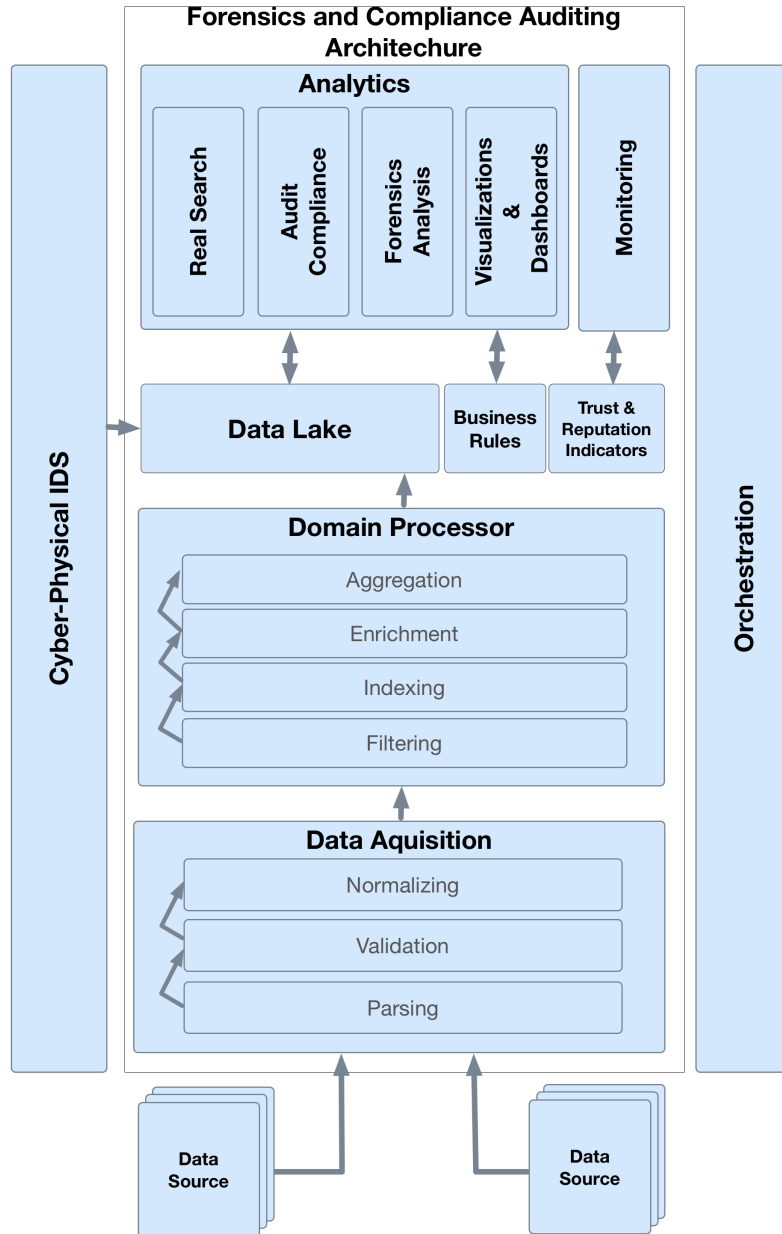 Forensics and Compliance Auditing
Architechure
Cyber-Physical IDS
Analytics
Real Search
Audit
Compliance
Forensics
Analysis
Visualizations
&
Dashboards
Monitoring
Orchestration
Data Lake
Business
Rules
Trust &
Reputation
Indicators
Domain Processor
Aggregation
Enrichment
Indexing
Filtering
Data Aquisition
Normalizing
Validation
Parsing
Data
Source
Data
Source